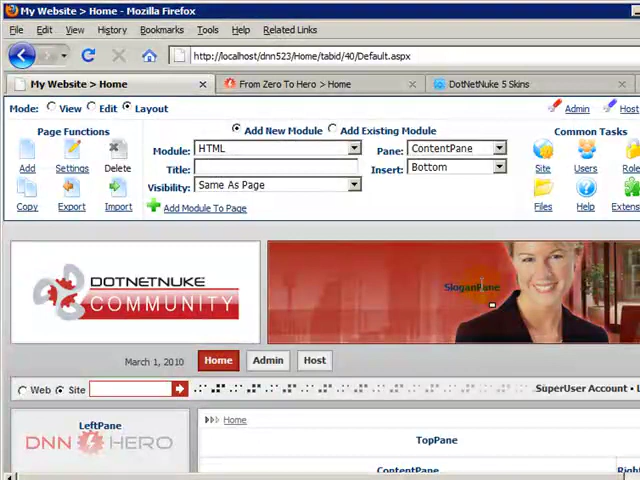 My Website > Home - Mozilla Firefox
File Edit View History Bookmarks Tools Help Related Links
http://localhost/dnn523/Home/tabid/40/Default.aspx
My Website > Home From Zero To Hero > Home DotNetNuke 5 Skins
Mode: View Edit Layout Admin Host
Page Functions Add New Module Add Existing Module Common Tasks
Module: HTML Pane: ContentPane
Add Settings Delete Title: Insert: Bottom Site Users
Visibility: Same As Page
Copy Export Import Add Module To Page Files Help
DOTNETNUKE
COMMUNITY
SloganPane
March 1, 2010 Home Admin Host
Web Site SuperUser Account
LeftPane
Home
DNN HERO
TopPane
ContentPane